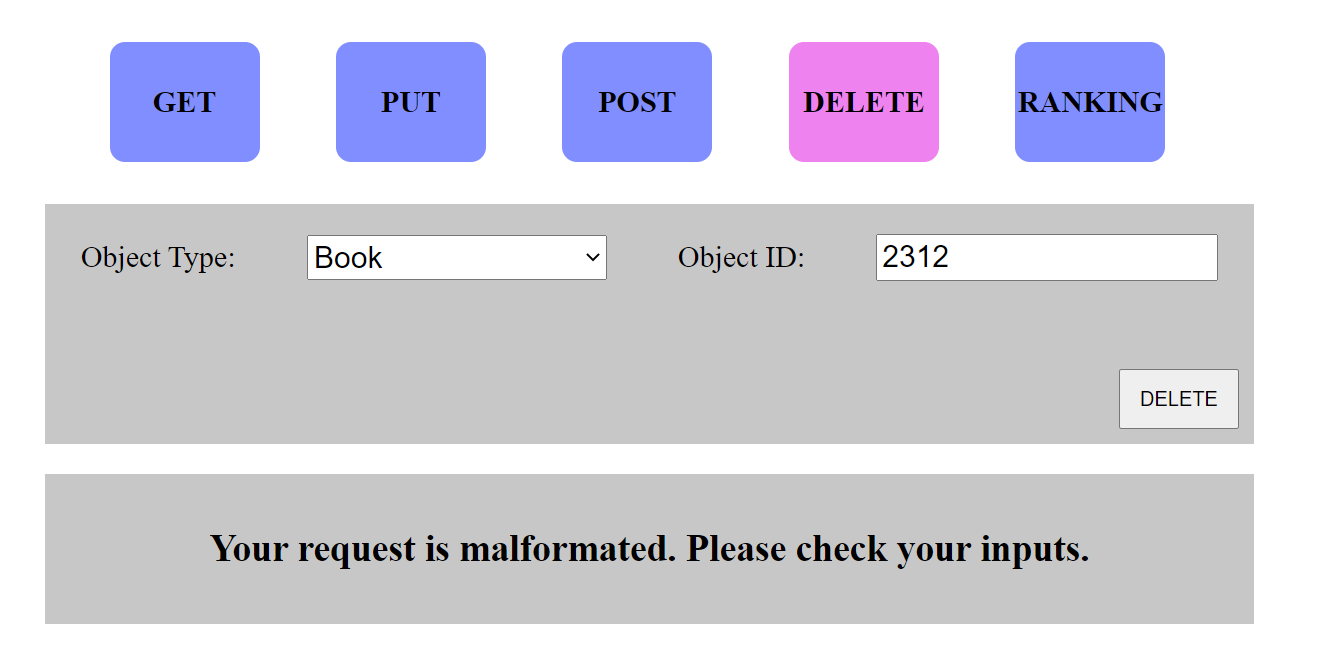 GET PUT POST DELETE RANKING
Object Type: Book Object ID: 2312
DELETE
Your request is malformated. Please check your inputs.